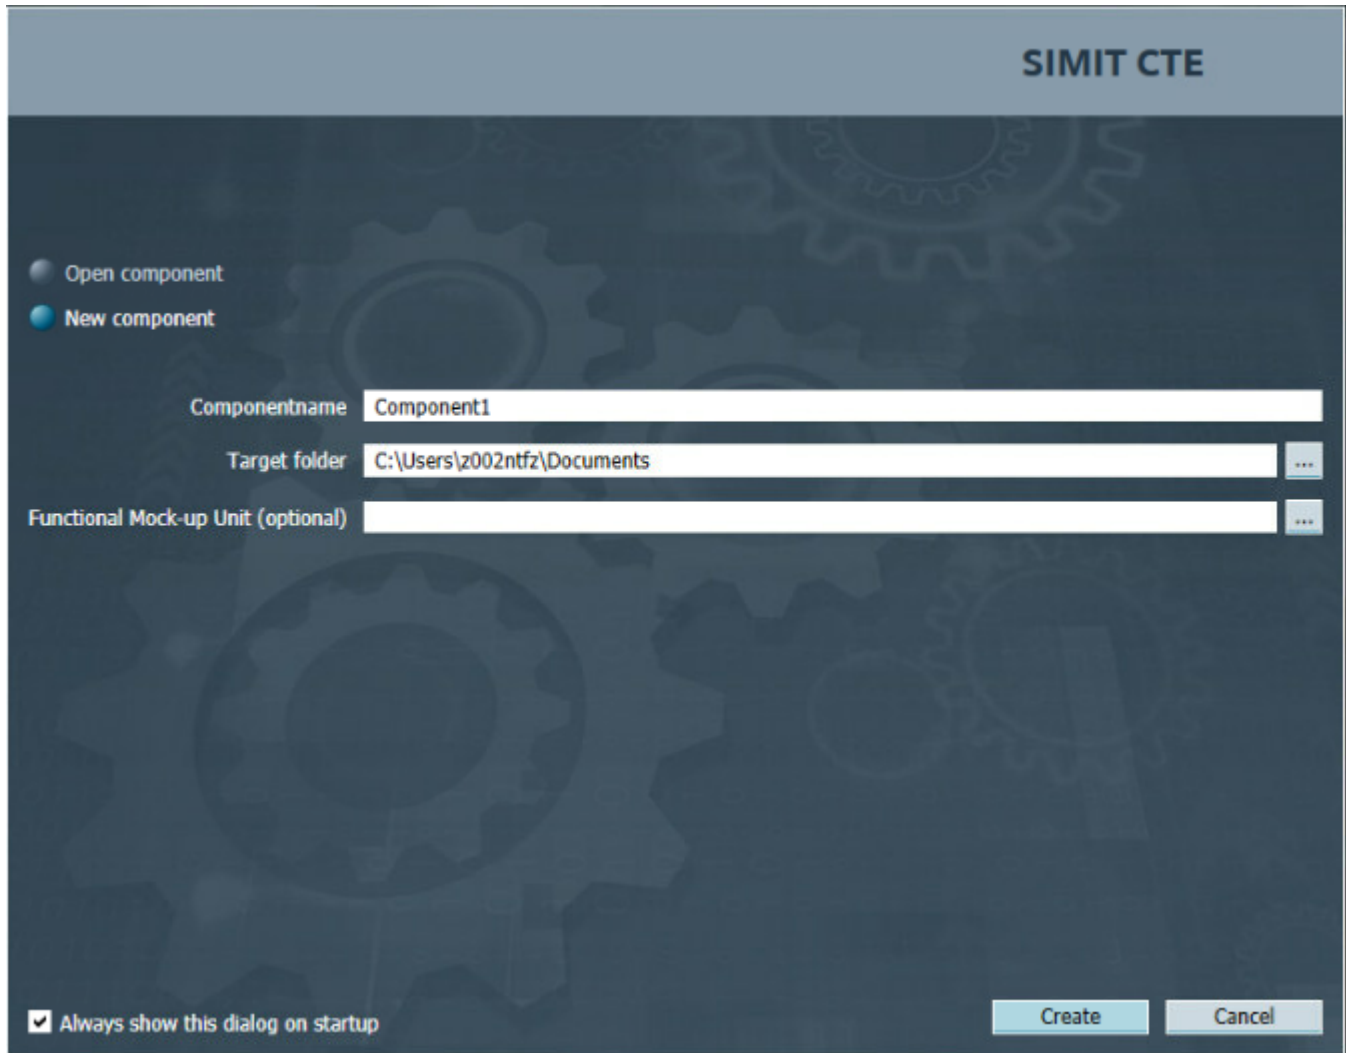 SIMIT CTE
Open component
New component
Componentname Component1
Target folder C:\Users\z002ntfz\Documents ...
Functional Mock-up Unit (optional) ...
Always show this dialog on startup Create Cancel